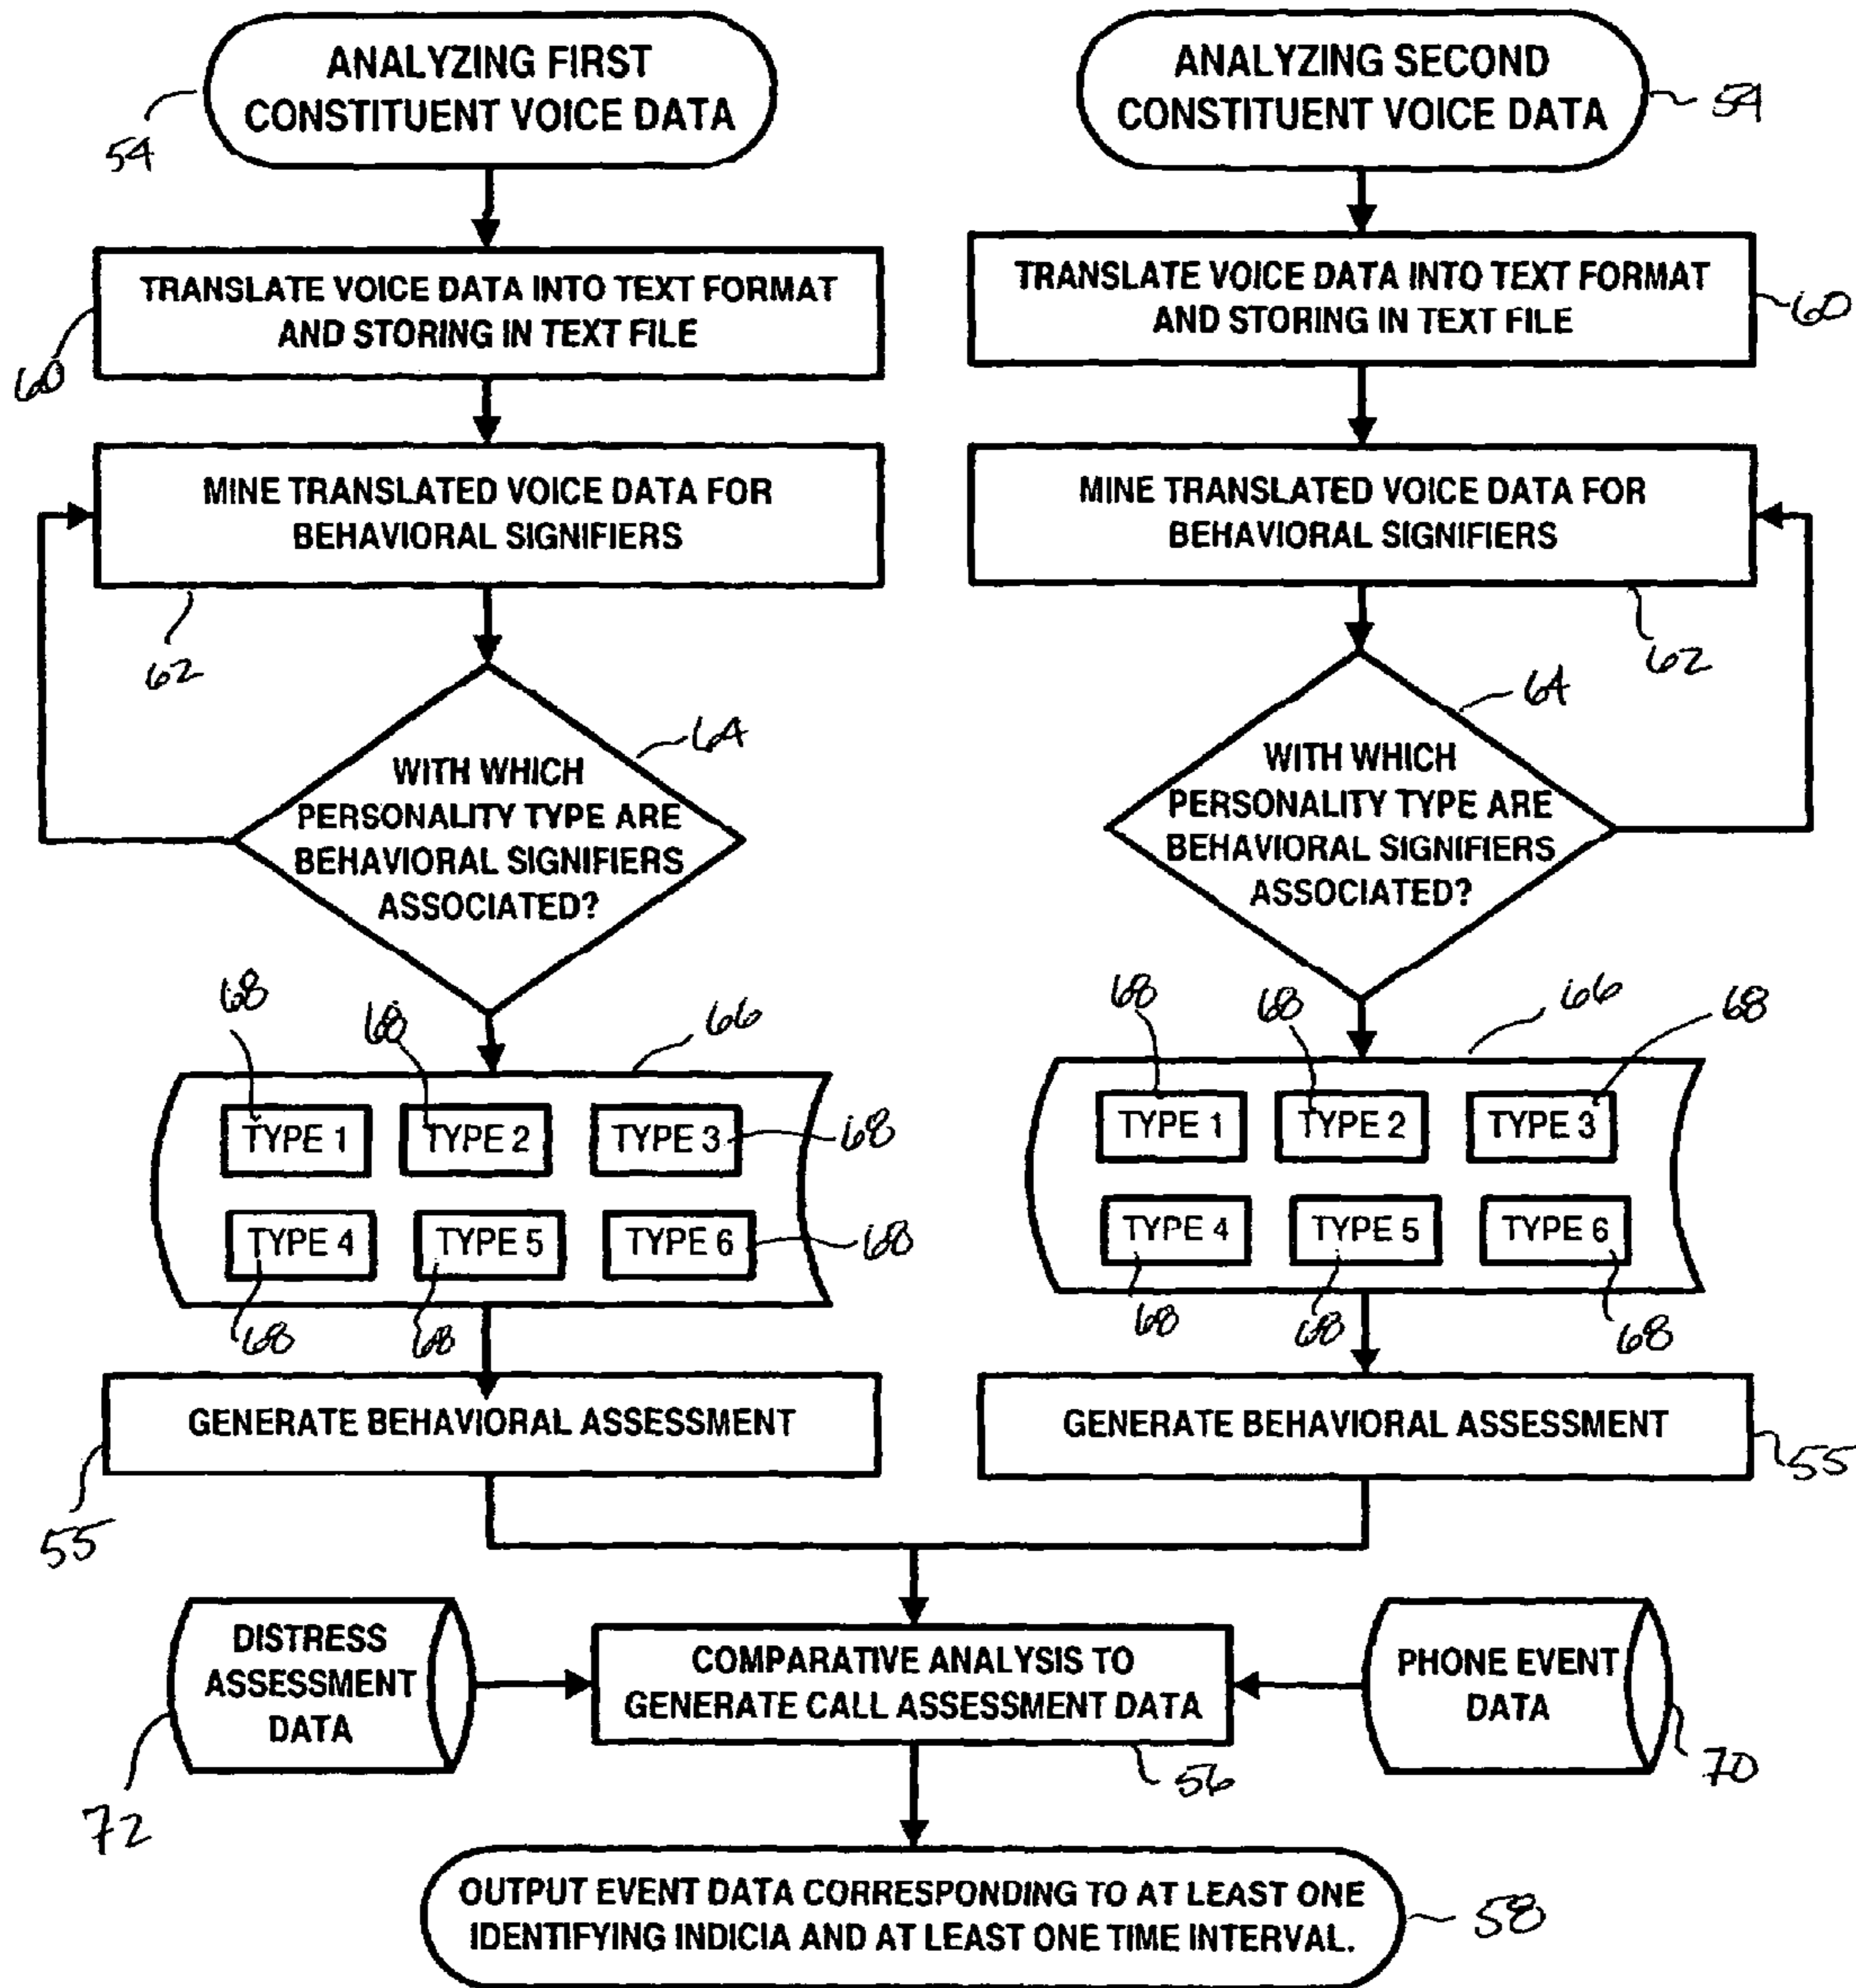 ANALYZING FIRST
CONSTITUENT VOICE DATA
54
ANALYZING SECOND
CONSTITUENT VOICE DATA
54
TRANSLATE VOICE DATA INTO TEXT FORMAT
AND STORING IN TEXT FILE
60
TRANSLATE VOICE DATA INTO TEXT FORMAT
AND STORING IN TEXT FILE
60
MINE TRANSLATED VOICE DATA FOR
BEHAVIORAL SIGNIFIERS
62
MINE TRANSLATED VOICE DATA FOR
BEHAVIORAL SIGNIFIERS
62
WITH WHICH
PERSONALITY TYPE ARE
BEHAVIORAL SIGNIFIERS
ASSOCIATED?
64
WITH WHICH
PERSONALITY TYPE ARE
BEHAVIORAL SIGNIFIERS
ASSOCIATED?
64
68
68
66
TYPE 1
TYPE 2
TYPE 3
68
TYPE 4
TYPE 5
TYPE 6
68
68
68
68
68
66
68
TYPE 1
TYPE 2
TYPE 3
TYPE 4
TYPE 5
TYPE 6
68
68
68
GENERATE BEHAVIORAL ASSESSMENT
55
GENERATE BEHAVIORAL ASSESSMENT
55
DISTRESS
ASSESSMENT
DATA
72
COMPARATIVE ANALYSIS TO
GENERATE CALL ASSESSMENT DATA
56
PHONE EVENT
DATA
70
OUTPUT EVENT DATA CORRESPONDING TO AT LEAST ONE
IDENTIFYING INDICIA AND AT LEAST ONE TIME INTERVAL.
58